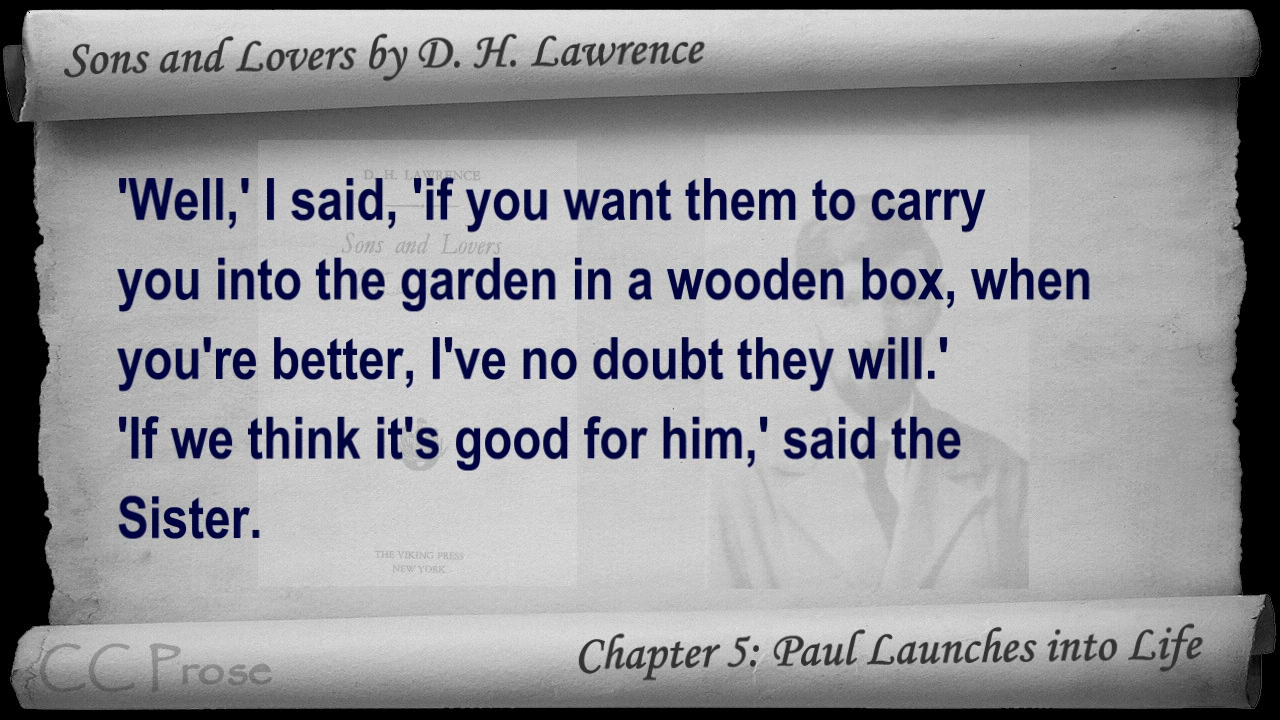 Sons and Lovers by D. H. Lawrence
D. H. LAWRENCE
Sons and Lovers
'Well,' I said, 'if you want them to carry
you into the garden in a wooden box, when
you're better, I've no doubt they will.'
'If we think it's good for him,' said the
Sister.
THE VIKING PRESS
NEW YORK
CC Prose
Chapter 5: Paul Launches into Life